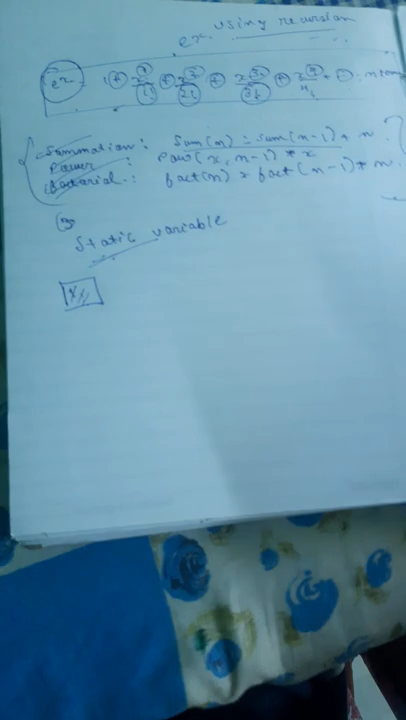 e^x using recursion
e^x 1 + x^1/1! + x^2/2! + x^3/3! + x^4/4! + n terms
Summation : Sum(n) = Sum(n-1) + n
Power : Pow(x, n-1) * x
factorial : fact(n) = fact(n-1) * n
Static variable